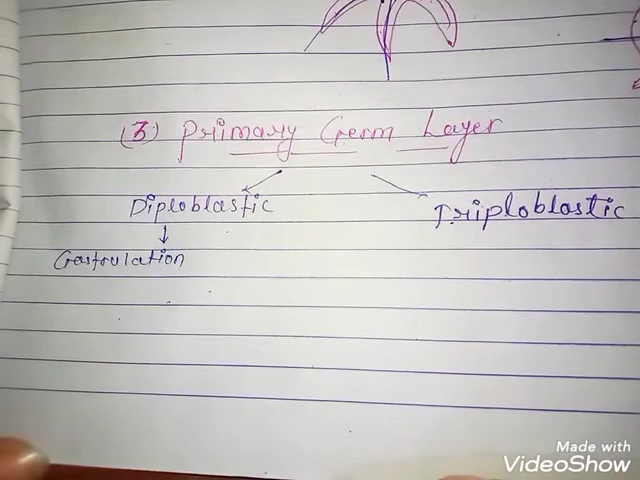 (3) Primary Germ Layer
Diploblastic
Triploblastic
Gastrulation
Made with
VideoShow